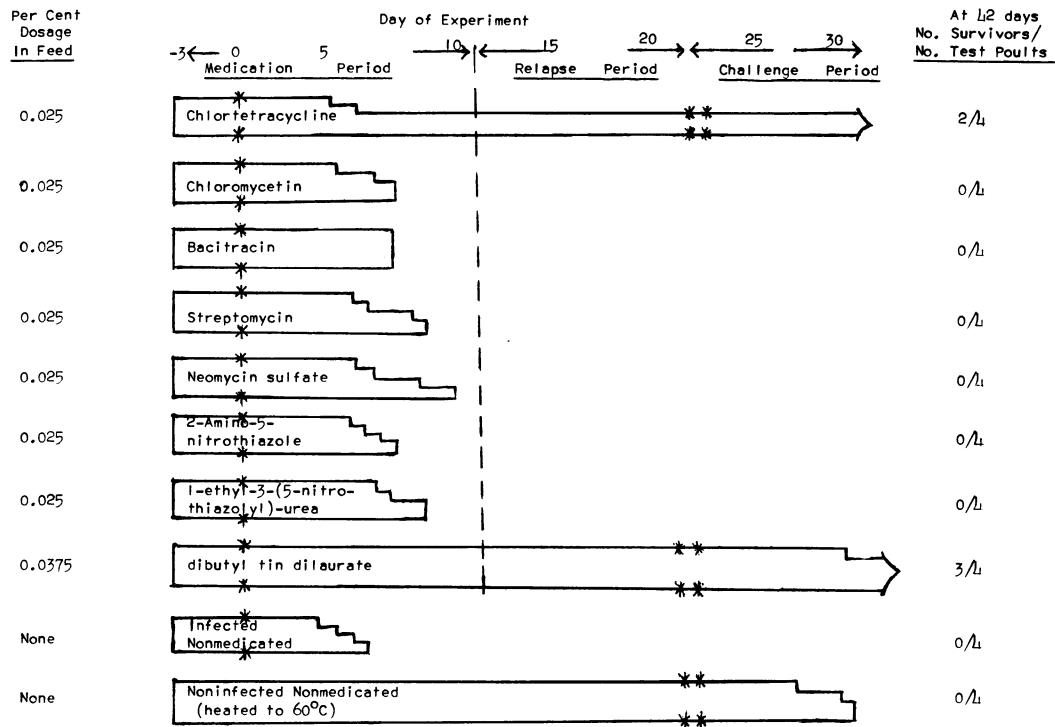 Per Cent
Dosage
In Feed
Day of Experiment
-3 0 5 10 15 20 25 30
Medication Period Relapse Period Challenge Period
At 42 days
No. Survivors/
No. Test Poults
0.025 Chlortetracycline 2/4
0.025 Chloromycetin 0/4
0.025 Bacitracin 0/4
0.025 Streptomycin 0/4
0.025 Neomycin sulfate 0/4
0.025 2-Amino-5-
nitrothiazole 0/4
0.025 1-ethyl-3-(5-nitro-
thiazolyl)-urea 0/4
0.0375 dibutyl tin dilaurate 3/4
None Infected
Nonmedicated 0/4
None Noninfected Nonmedicated
(heated to 60°C) 0/4